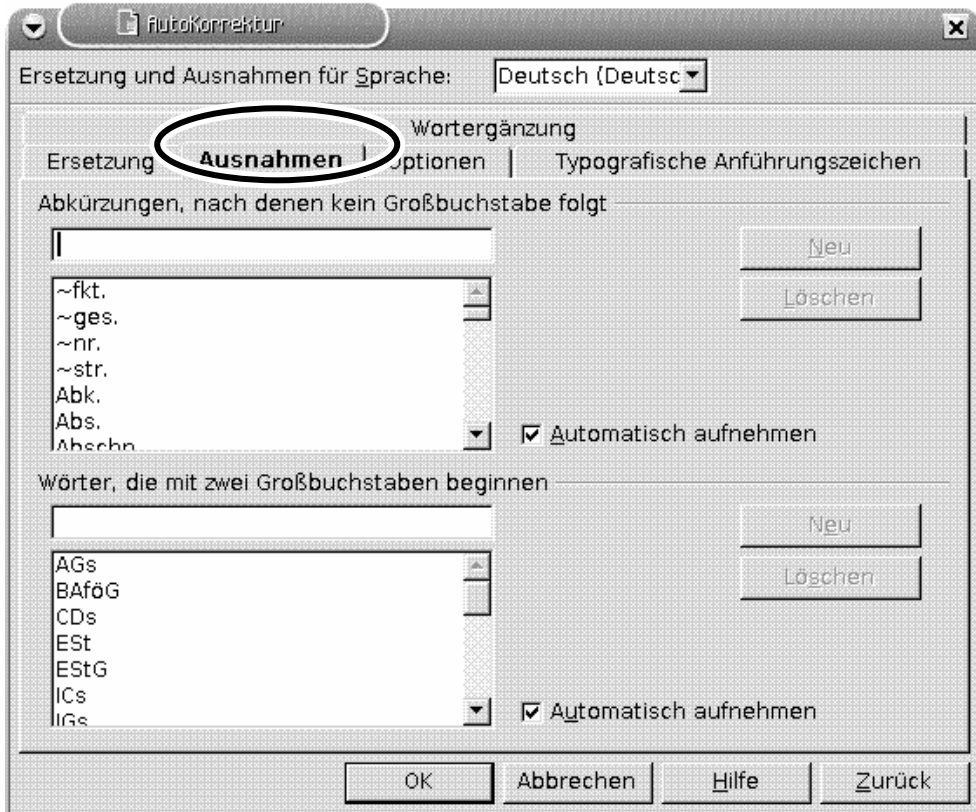 AutoKorrektur
Ersetzung und Ausnahmen für Sprache: Deutsch (Deutsc
Wortergänzung
Ersetzung Ausnahmen Optionen Typografische Anführungszeichen
Abkürzungen, nach denen kein Großbuchstabe folgt
Neu
~fkt.
Löschen
~ges.
~nr.
~str.
Abk.
Abs.
Abschn
Automatisch aufnehmen
Wörter, die mit zwei Großbuchstaben beginnen
Neu
AGs
Löschen
BAföG
CDs
ESt
EStG
ICs
IGs
Automatisch aufnehmen
OK Abbrechen Hilfe Zurück